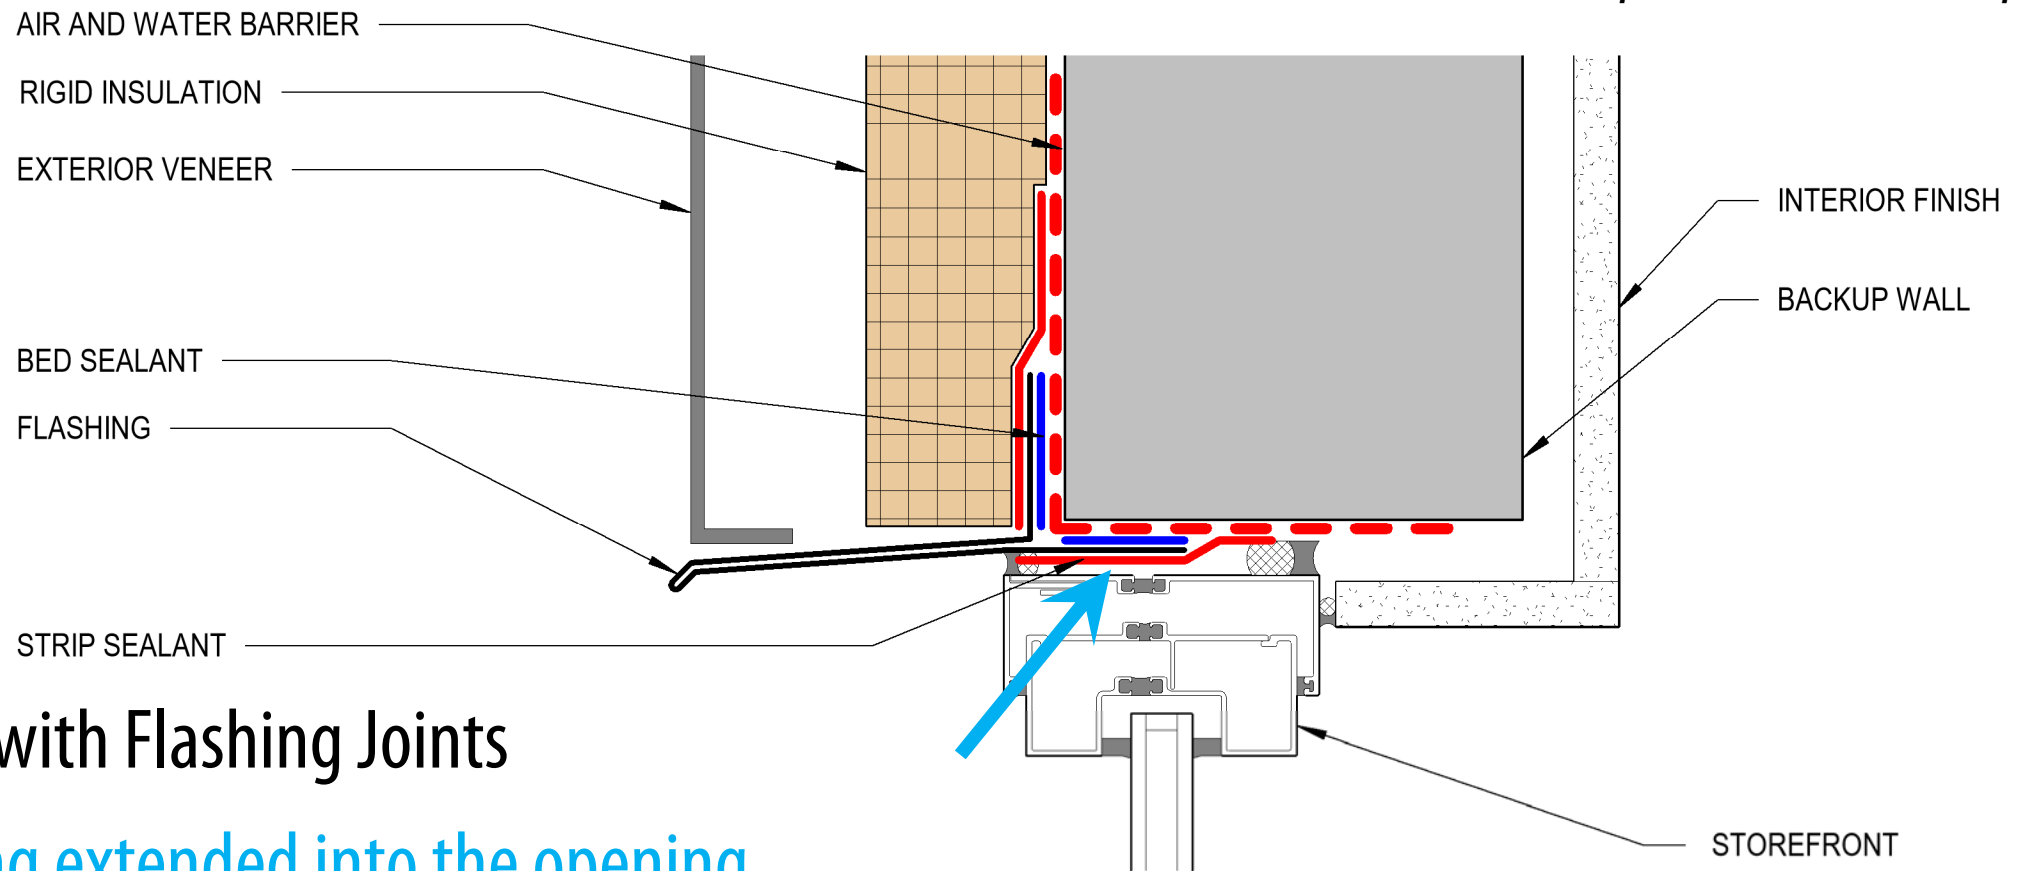 AIR AND WATER BARRIER
RIGID INSULATION
EXTERIOR VENEER
INTERIOR FINISH
BACKUP WALL
BED SEALANT
FLASHING
STRIP SEALANT
with Flashing Joints
extended into the opening
STOREFRONT